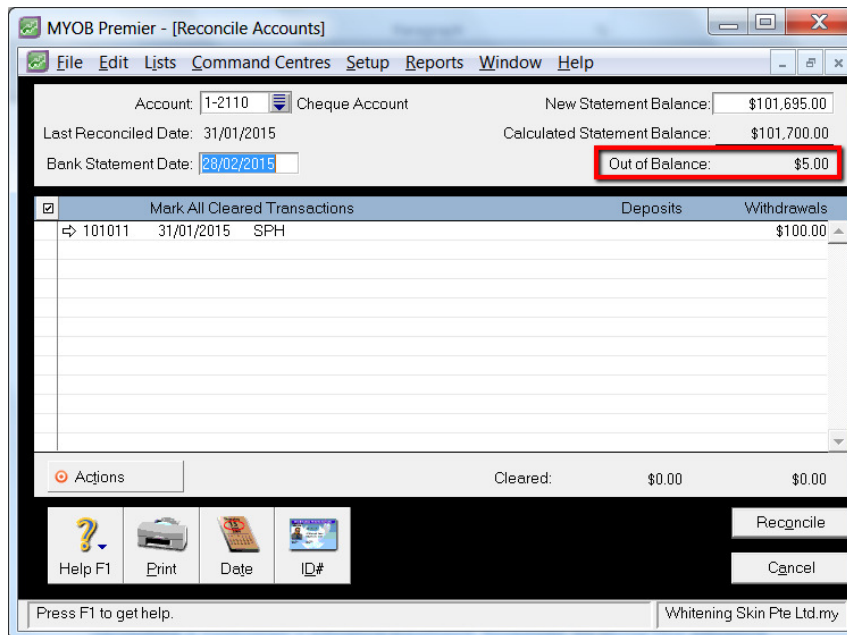 MYOB Premier - [Reconcile Accounts]
File Edit Lists Command Centres Setup Reports Window Help
Account: 1-2110 Cheque Account New Statement Balance: $101,695.00
Last Reconciled Date: 31/01/2015 Calculated Statement Balance: $101,700.00
Bank Statement Date: 28/02/2015 Out of Balance: $5.00
Mark All Cleared Transactions Deposits Withdrawals
101011 31/01/2015 SPH $100.00
Actions Cleared: $0.00 $0.00
Help F1 Print Date ID# Reconcile
Cancel
Press F1 to get help. Whitening Skin Pte Ltd.my